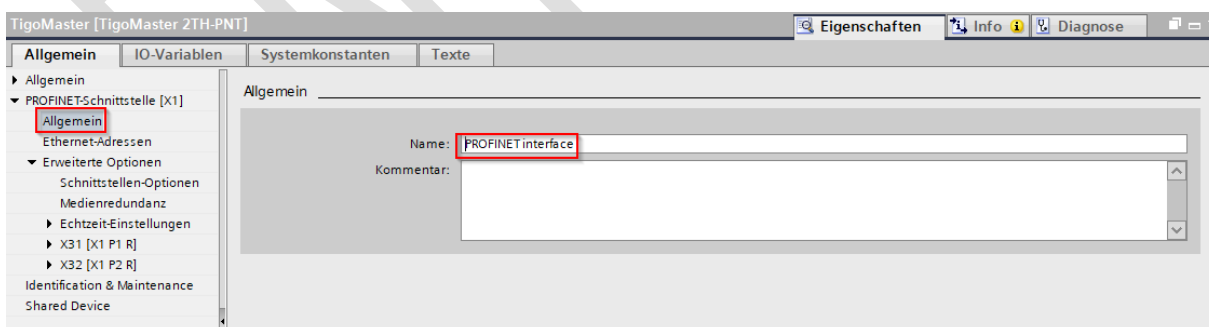 TigoMaster [TigoMaster 2TH-PNT]
Eigenschaften
Info
Diagnose
Allgemein
IO-Variablen
Systemkonstanten
Texte
Allgemein
PROFINET-Schnittstelle [X1]
Allgemein
Ethernet-Adressen
Erweiterte Optionen
Schnittstellen-Optionen
Medienredundanz
Echtzeit-Einstellungen
X31 [X1 P1 R]
X32 [X1 P2 R]
Identification & Maintenance
Shared Device
Allgemein
Name: PROFINET interface
Kommentar: